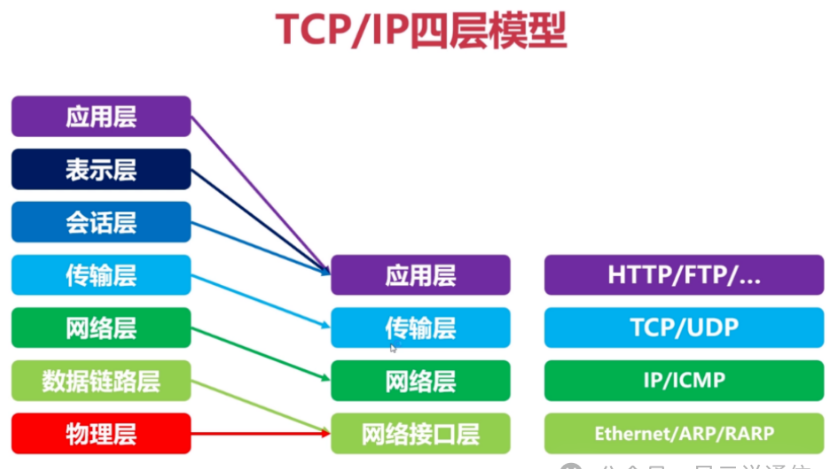 TCP/IP四层模型
应用层
表示层
会话层
传输层
网络层
数据链路层
物理层
应用层
传输层
网络层
网络接口层
HTTP/FTP/...
TCP/UDP
IP/ICMP
Ethernet/ARP/RARP